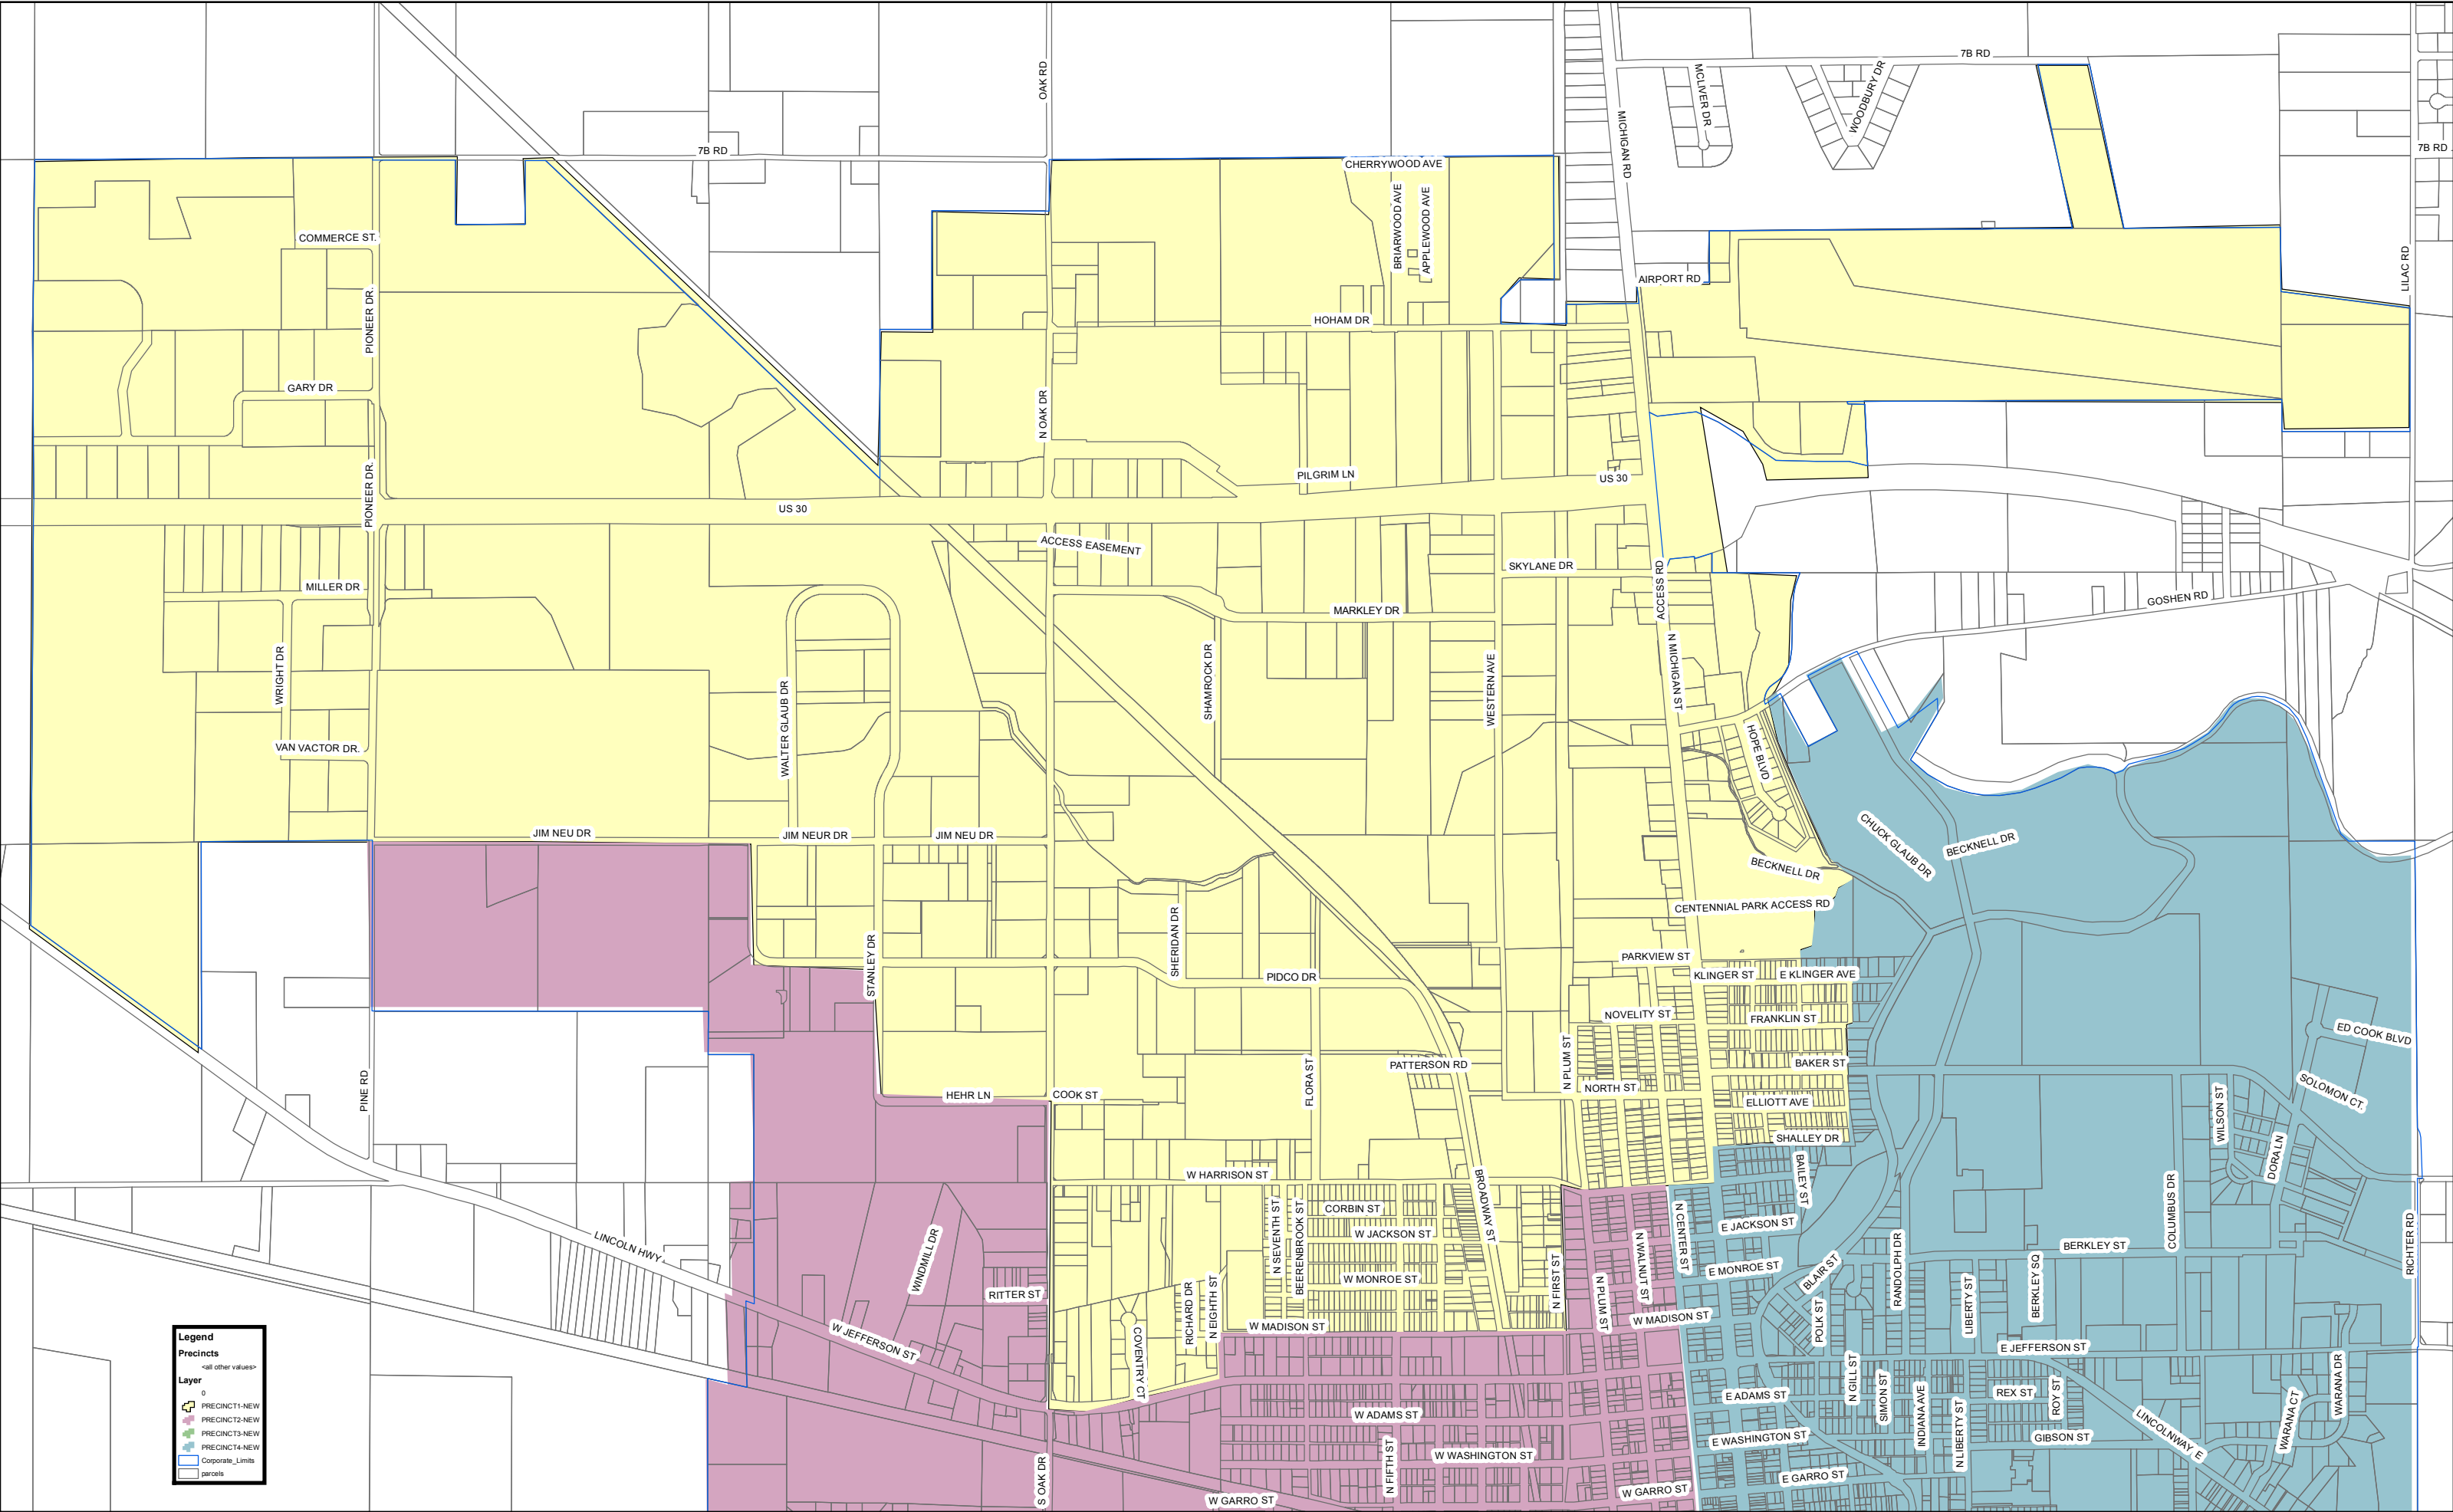 7B RD
OAK RD
MCLIVER DR
WOODBURY DR
MICHIGAN RD
7B RD
7B RD
CHERRYWOOD AVE
BRIARWOOD AVE
APPLEWOOD AVE
COMMERCE ST.
LILAC RD
AIRPORT RD
PIONEER DR.
HOHAM DR
GARY DR
N OAK DR
PILGRIM LN
US 30
PIONEER DR.
US 30
ACCESS EASEMENT
SKYLANE DR
ACCESS RD
MILLER DR
MARKLEY DR
GOSHEN RD
WRIGHT DR
N MICHIGAN ST
SHAMROCK DR
WESTERN AVE
WALTER GLAUB DR
VAN VACTOR DR.
HOPE BLVD
JIM NEU DR
JIM NEUR DR
JIM NEU DR
CHUCK GLAUB DR
BECKNELL DR
BECKNELL DR
CENTENNIAL PARK ACCESS RD
SHERIDAN DR
STANLEY DR
PARKVIEW ST
PIDCO DR
KLINGER ST
E KLINGER AVE
NOVELITY ST
FRANKLIN ST
ED COOK BLVD
PINE RD
FLORA ST
PATTERSON RD
N PLUM ST
BAKER ST
NORTH ST
SOLOMON CT.
HEHR LN
COOK ST
ELLIOTT AVE
WILSON ST
SHALLEY DR
DORA LN
W HARRISON ST
BROADWAY ST
BAILEY ST
COLUMBUS DR
CORBIN ST
N SEVENTH ST
BEERENBROOK ST
W JACKSON ST
N CENTER ST
E JACKSON ST
N WALNUT ST
RICHTER RD
LINCOLN HWY
WINDMILL DR
BERKLEY ST
W MONROE ST
E MONROE ST
BLAIR ST
RANDOLPH DR
BERKLEY SQ
N FIRST ST
RITTER ST
N PLUM ST
LIBERTY ST
RICHARD DR
N EIGHTH ST
W MADISON ST
W MADISON ST
POLK ST
W JEFFERSON ST
COVENTRY CT
E JEFFERSON ST
N GILL ST
SIMON ST
E ADAMS ST
REX ST
ROY ST
WARANA DR
W ADAMS ST
INDIANA AVE
N LIBERTY ST
LINCOLNWAY E
WARANA CT
E WASHINGTON ST
GIBSON ST
W WASHINGTON ST
N FIFTH ST
S OAK DR
E GARRO ST
W GARRO ST
W GARRO ST
Legend
Precincts
<all other values>
Layer
0
PRECINCT1-NEW
PRECINCT2-NEW
PRECINCT3-NEW
PRECINCT4-NEW
Corporate_Limits
parcels